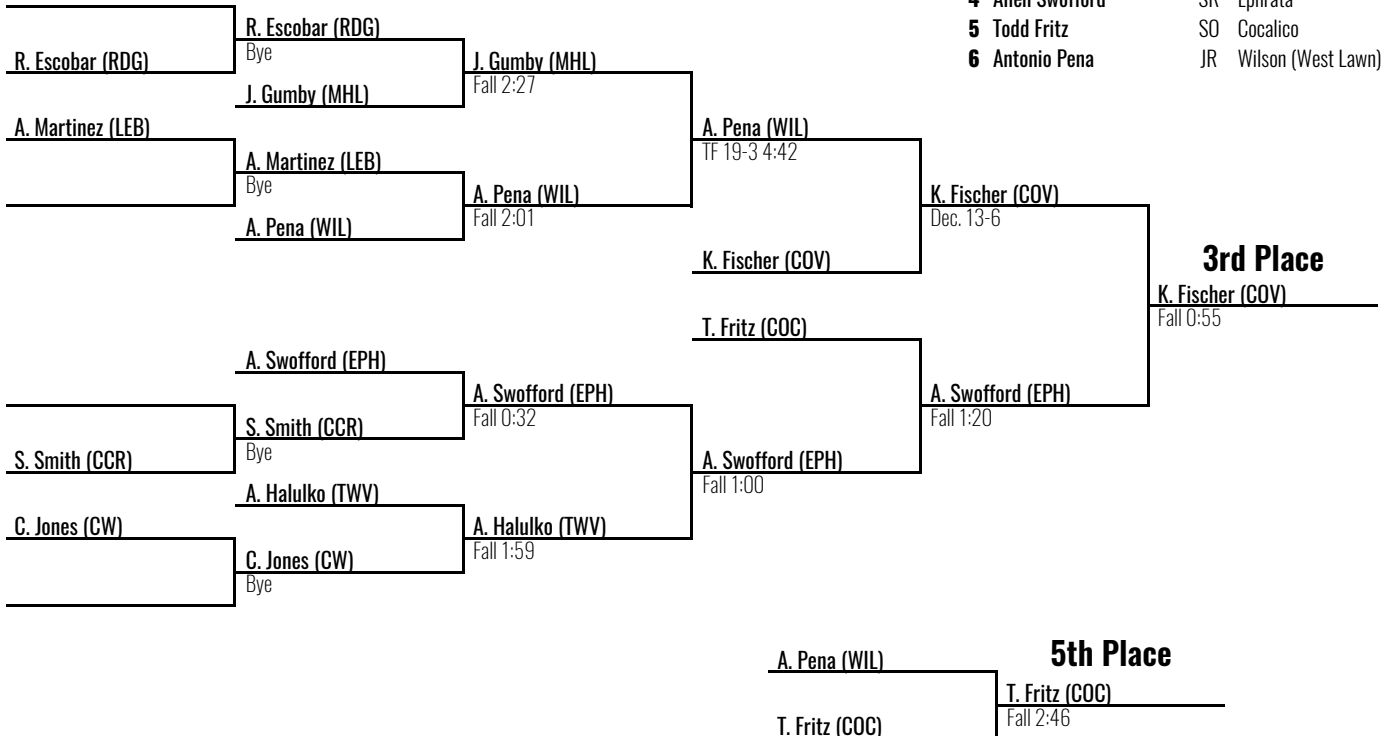 4 Allen Swofford SR Ephrata
5 Todd Fritz SO Cocalico
6 Antonio Pena JR Wilson (West Lawn)
R. Escobar (RDG)
Bye
R. Escobar (RDG)
J. Gumby (MHL)
Fall 2:27
J. Gumby (MHL)
A. Martinez (LEB)
A. Pena (WIL)
TF 19-3 4:42
A. Martinez (LEB)
Bye
A. Pena (WIL)
Fall 2:01
K. Fischer (COV)
Dec. 13-6
A. Pena (WIL)
K. Fischer (COV)
3rd Place
K. Fischer (COV)
Fall 0:55
T. Fritz (COC)
A. Swofford (EPH)
A. Swofford (EPH)
Fall 0:32
A. Swofford (EPH)
Fall 1:20
S. Smith (CCR)
Bye
S. Smith (CCR)
A. Swofford (EPH)
Fall 1:00
A. Halulko (TWV)
C. Jones (CW)
A. Halulko (TWV)
Fall 1:59
C. Jones (CW)
Bye
5th Place
A. Pena (WIL)
T. Fritz (COC)
Fall 2:46
T. Fritz (COC)